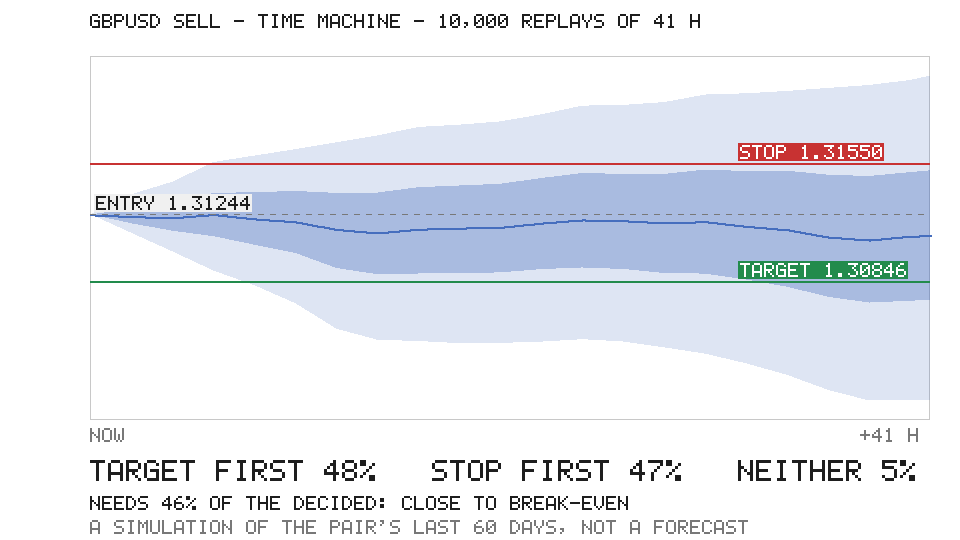 GBPUSD SELL - TIME MACHINE - 10,000 REPLAYS OF 41 H
STOP 1.31550
ENTRY 1.31244
TARGET 1.30846
NOW +41 H
TARGET FIRST 48% STOP FIRST 47% NEITHER 5%
NEEDS 46% OF THE DECIDED: CLOSE TO BREAK-EVEN
A SIMULATION OF THE PAIR'S LAST 60 DAYS, NOT A FORECAST